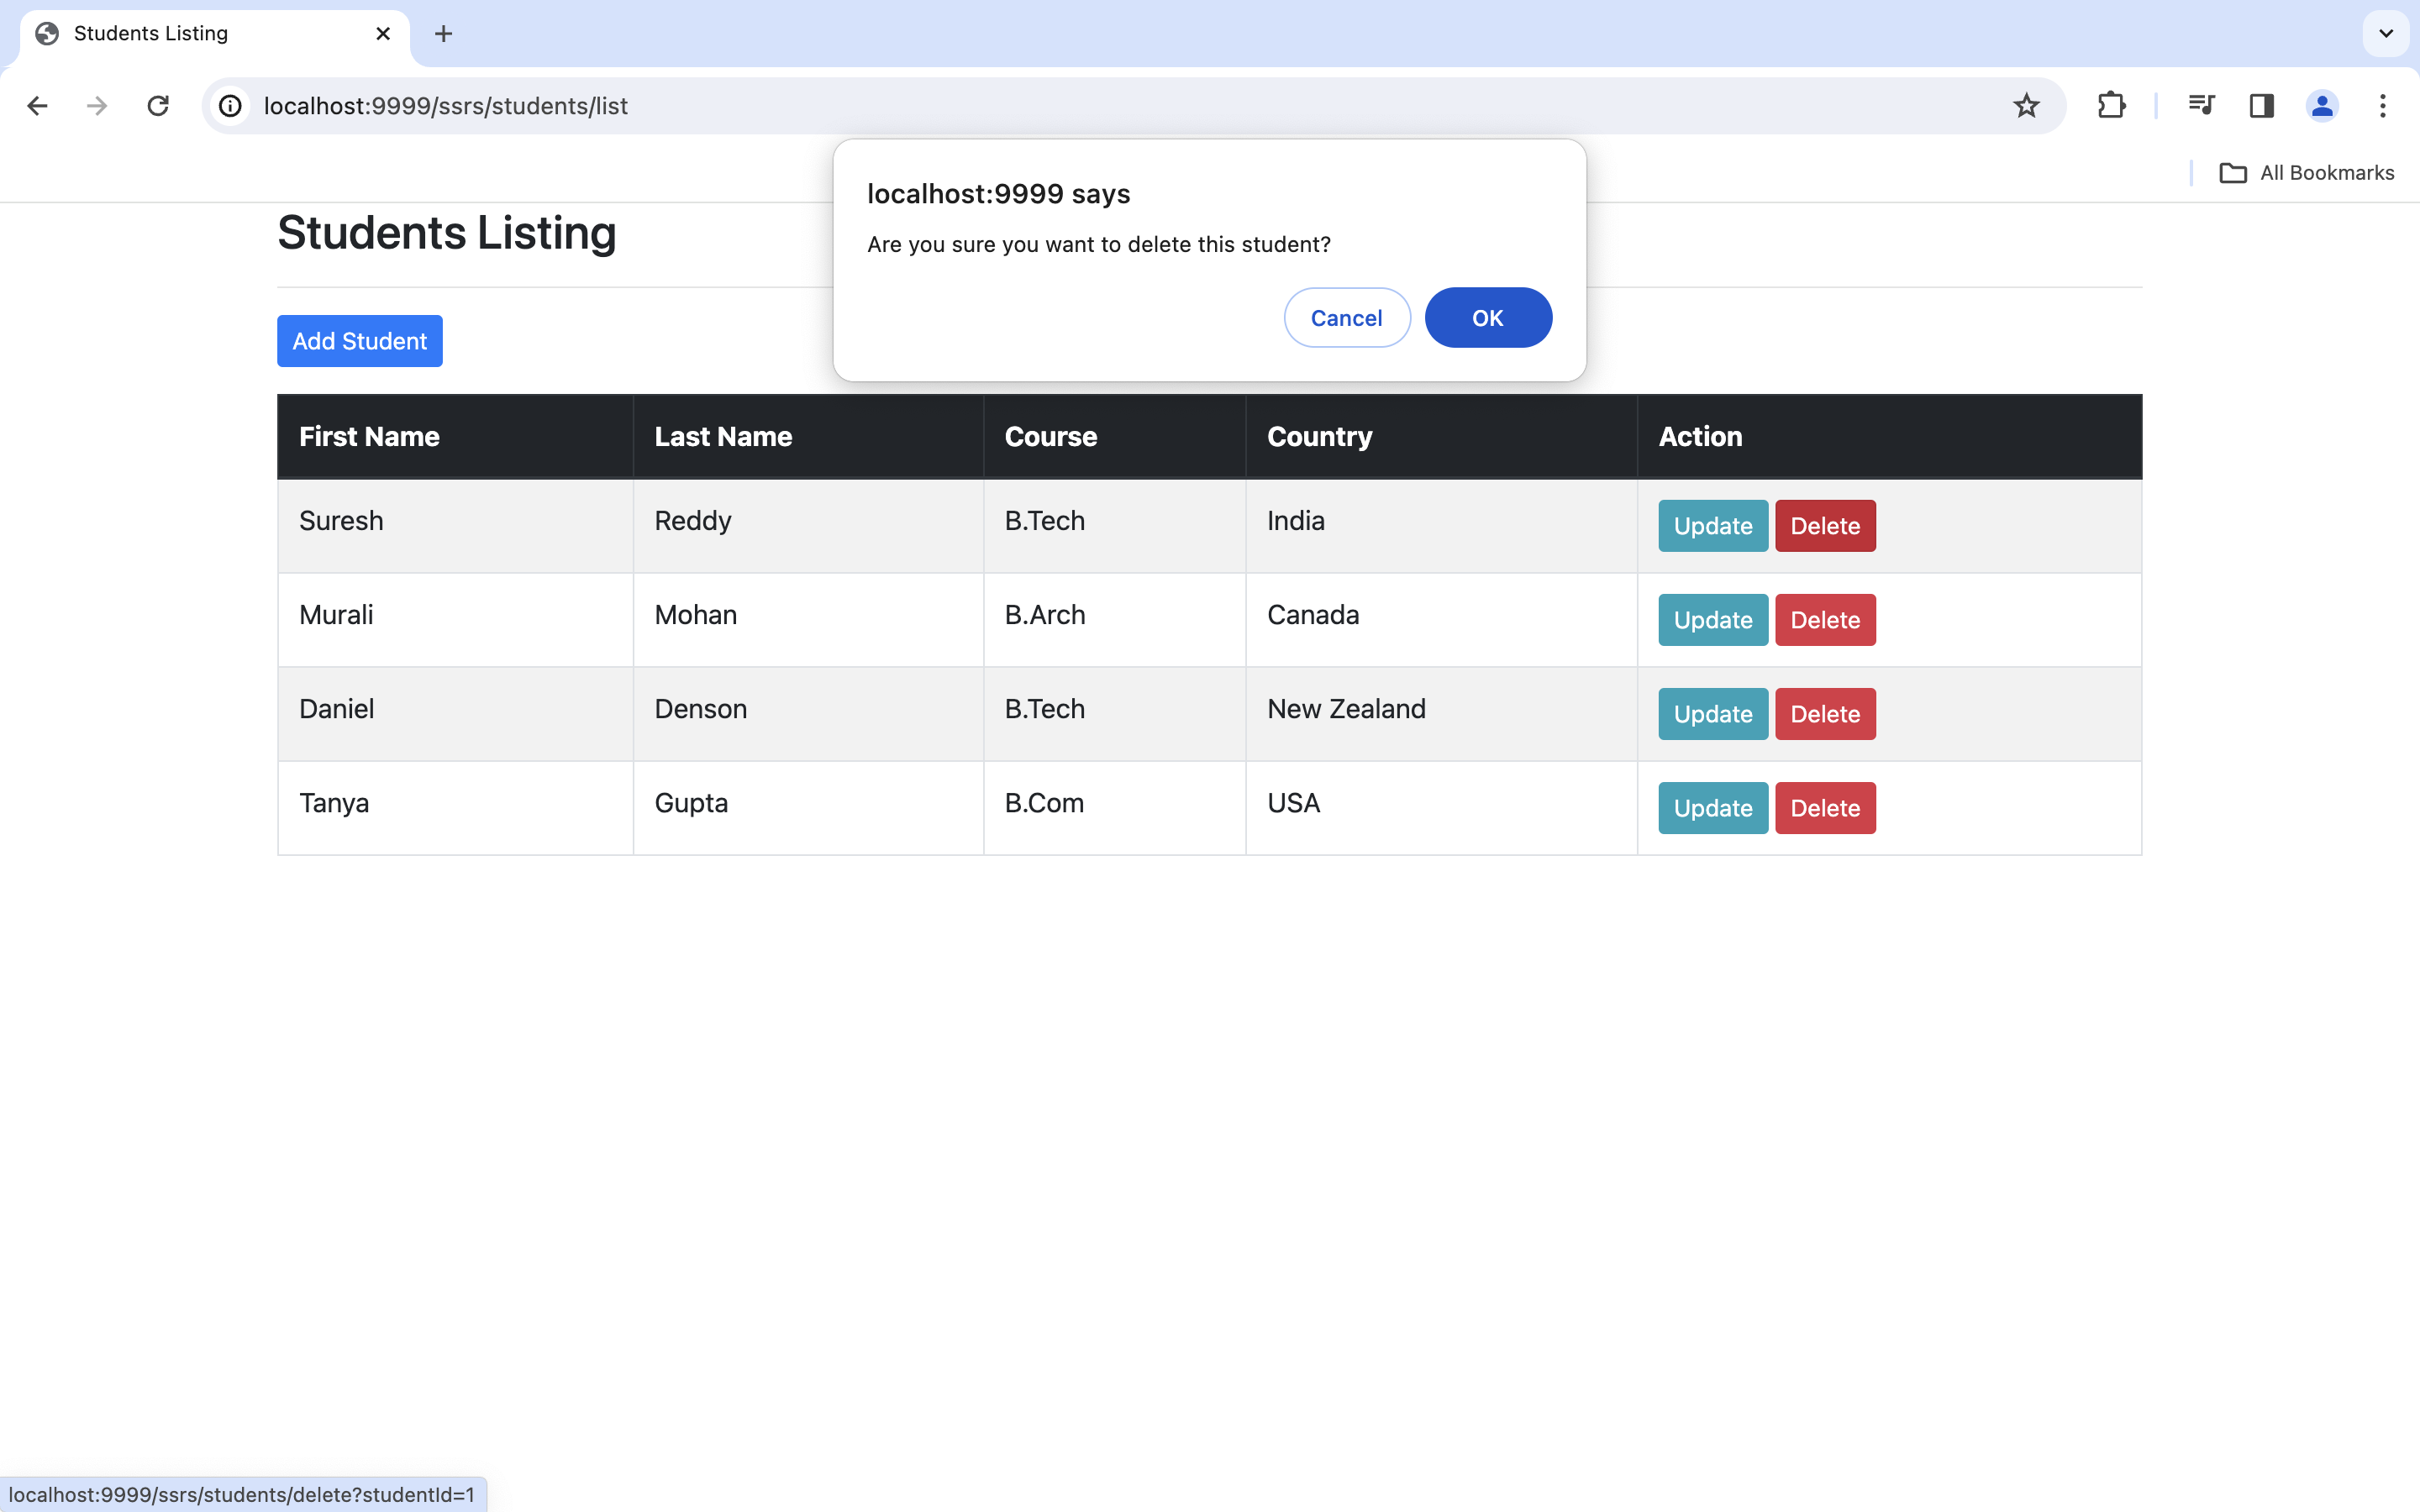 Students Listing
localhost:9999/ssrs/students/list
All Bookmarks
localhost:9999 says
Are you sure you want to delete this student?
Cancel OK
Students Listing
Add Student
First Name Last Name Course Country Action
Suresh Reddy B.Tech India Update Delete
Murali Mohan B.Arch Canada Update Delete
Daniel Denson B.Tech New Zealand Update Delete
Tanya Gupta B.Com USA Update Delete
localhost:9999/ssrs/students/delete?studentId=1